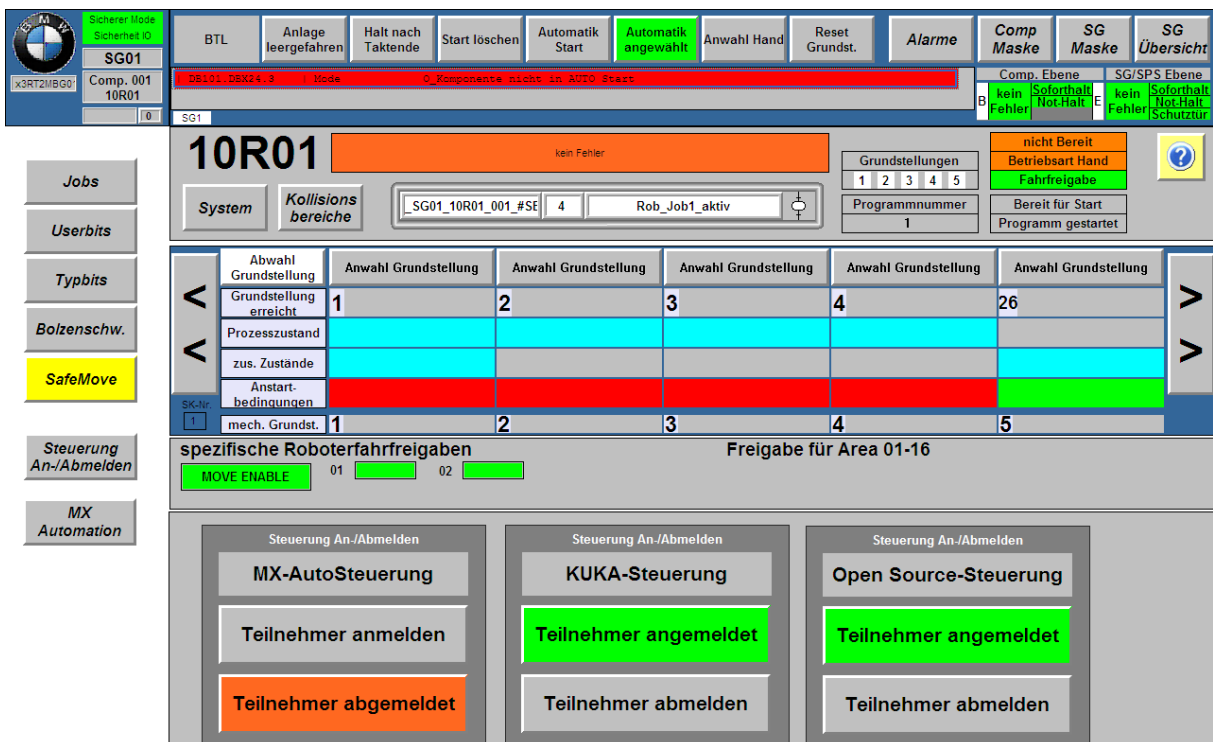 BMW
Sicherer Mode
Sicherheit IO
SG01
x3RT2MBG0
Comp. 001
10R01
0
BTL
Anlage
leergefahren
Halt nach
Taktende
Start löschen
Automatik
Start
Automatik
angewählt
Anwahl Hand
Reset
Grundst.
Alarme
Comp
Maske
SG
Maske
SG
Übersicht
DB101.DBX24.3 | Mode O_Komponente nicht in AUTO Start
SG1
Comp. Ebene
B
kein
Fehler
Soforthalt
Not-Halt
E
SG/SPS Ebene
kein
Fehler
Soforthalt
Not-Halt
Schutztür
10R01
kein Fehler
System
Kollisions
bereiche
_SG01_10R01_001_#SE 4 Rob_Job1_aktiv
Grundstellungen
1 2 3 4 5
Programmnummer
1
nicht Bereit
Betriebsart Hand
Fahrfreigabe
Bereit für Start
Programm gestartet
?
Jobs
Userbits
Typbits
Bolzenschw.
SafeMove
Steuerung
An-/Abmelden
MX
Automation
<
<
Abwahl
Grundstellung
Anwahl Grundstellung Anwahl Grundstellung Anwahl Grundstellung Anwahl Grundstellung Anwahl Grundstellung
Grundstellung
erreicht
1 2 3 4 26
Prozesszustand
zus. Zustände
Anstart-
bedingungen
SK-Nr.
1
mech. Grundst. 1 2 3 4 5
>
>
spezifische Roboterfahrfreigaben
Freigabe für Area 01-16
MOVE ENABLE 01 02
Steuerung An-/Abmelden
MX-AutoSteuerung
Teilnehmer anmelden
Teilnehmer abgemeldet
Steuerung An-/Abmelden
KUKA-Steuerung
Teilnehmer angemeldet
Teilnehmer abmelden
Steuerung An-/Abmelden
Open Source-Steuerung
Teilnehmer angemeldet
Teilnehmer abmelden